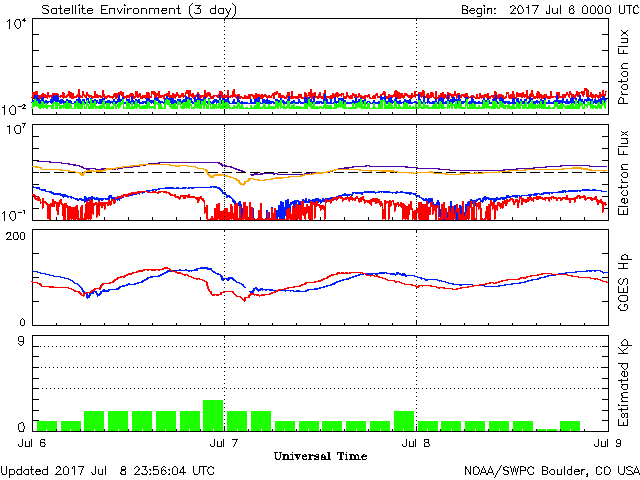 Satellite Environment (3 day) Begin: 2017 Jul 6 0000 UTC
10^4
10^-2
Proton Flux
10^7
10^-1
Electron Flux
200
0
GOES Hp
9
0
Estimated Kp
Jul 6 Jul 7 Jul 8 Jul 9
Universal Time
Updated 2017 Jul 8 23:56:04 UTC NOAA/SWPC Boulder, CO USA